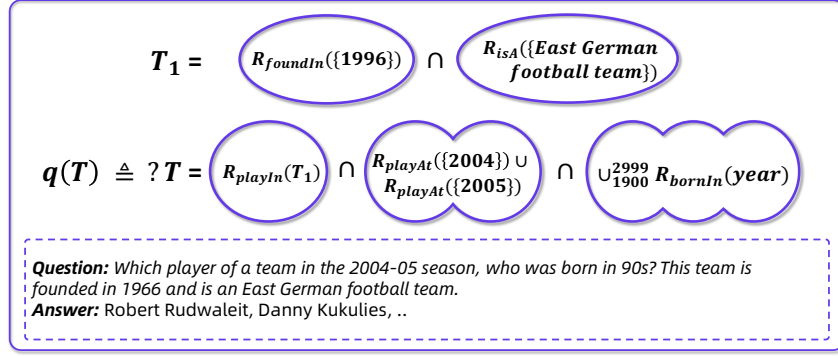 T₁ = R_foundIn({1996}) ∩ R_isA({East German football team})
q(T) ≜ ? T = R_playIn(T₁) ∩ R_playAt({2004}) ∪ R_playAt({2005}) ∩ ∪_1900^2999 R_bornIn(year)
Question: Which player of a team in the 2004-05 season, who was born in 90s? This team is
founded in 1966 and is an East German football team.
Answer: Robert Rudwaleit, Danny Kukulies, ..